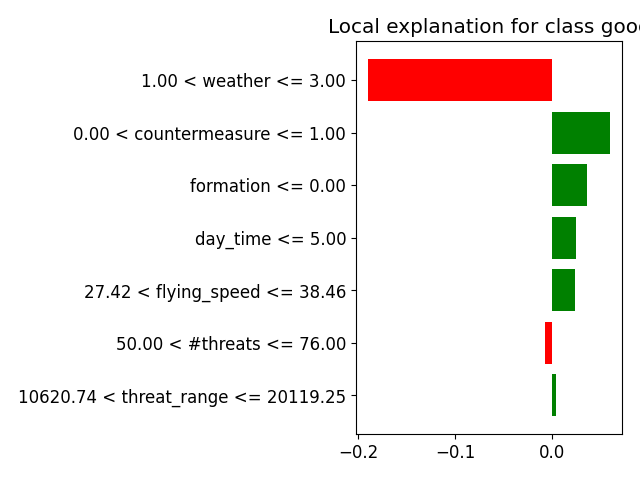 Local explanation for class goo
1.00 < weather <= 3.00
0.00 < countermeasure <= 1.00
formation <= 0.00
day_time <= 5.00
27.42 < flying_speed <= 38.46
50.00 < #threats <= 76.00
10620.74 < threat_range <= 20119.25
−0.2 −0.1 0.0